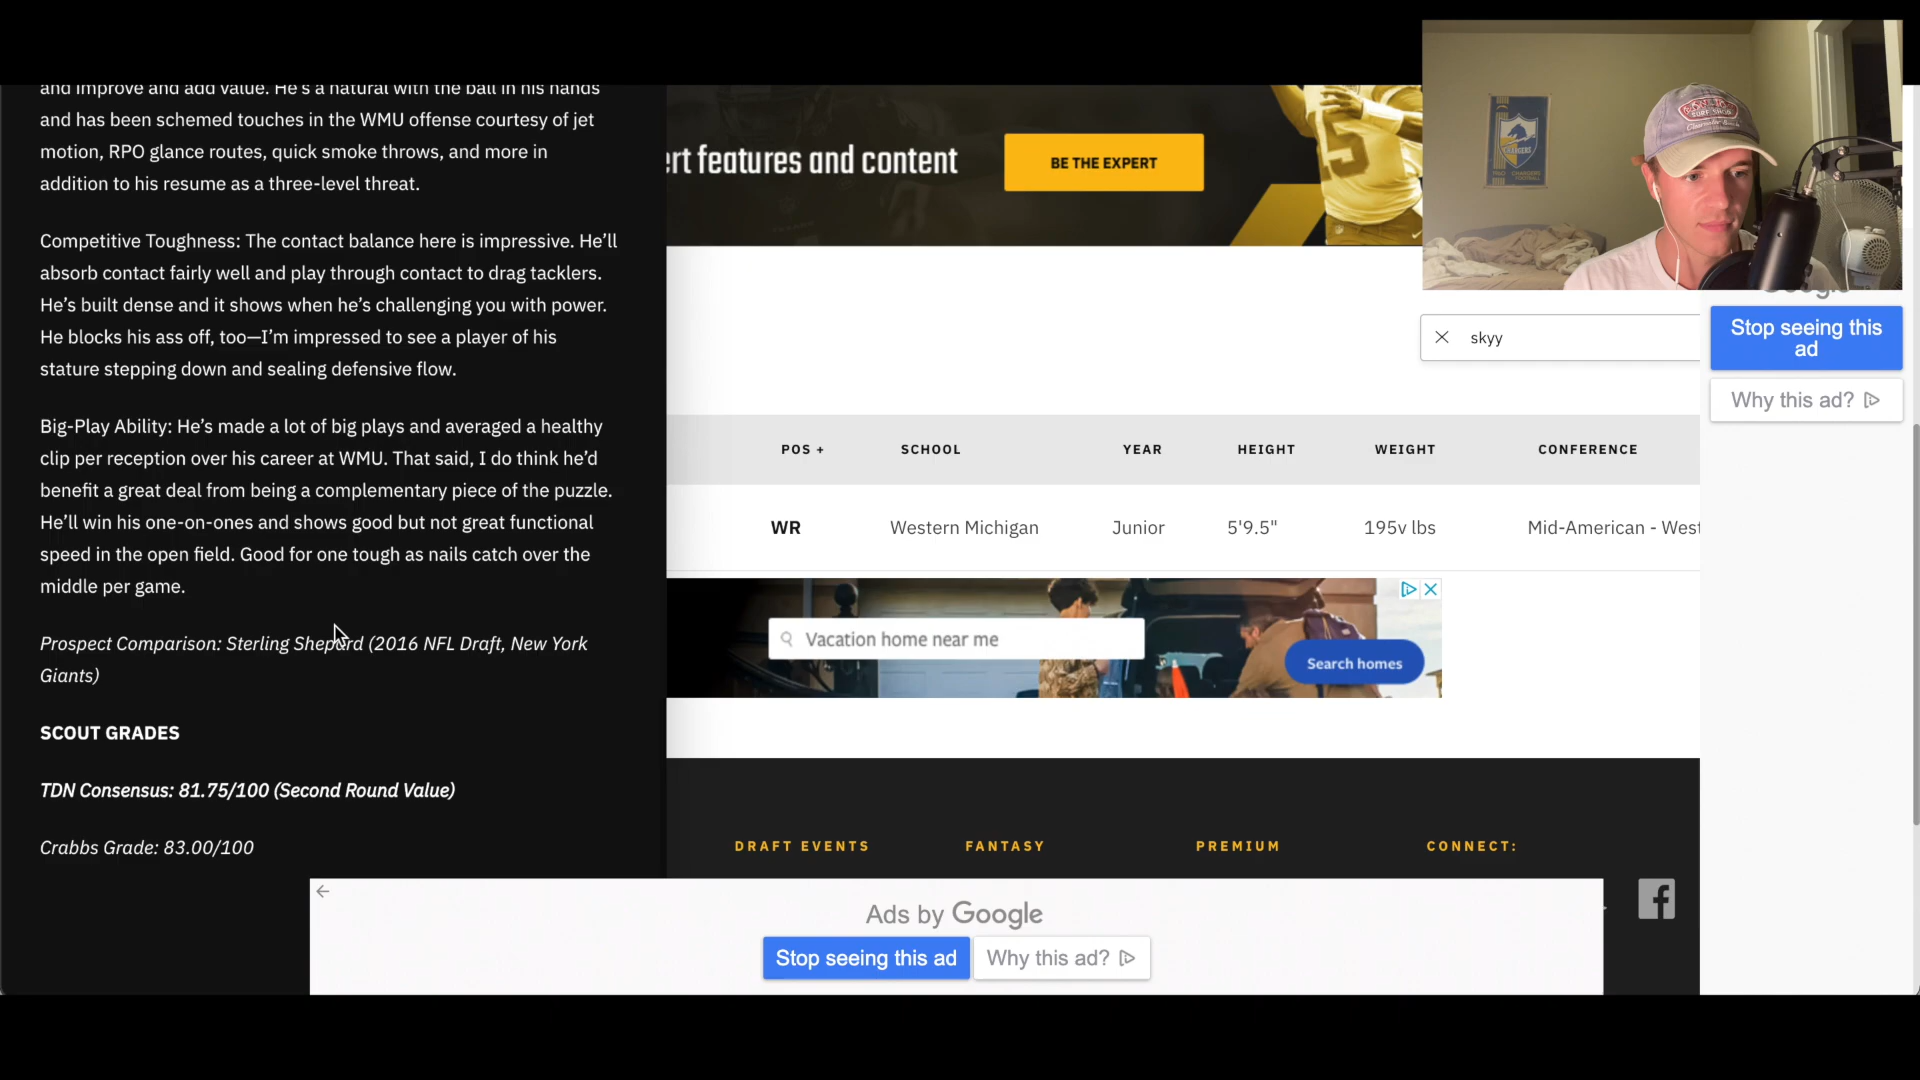 and improve and add value. He's a natural with the ball in his hands
and has been schemed touches in the WMU offense courtesy of jet
motion, RPO glance routes, quick smoke throws, and more in
addition to his resume as a three-level threat.
Competitive Toughness: The contact balance here is impressive. He'll
absorb contact fairly well and play through contact to drag tacklers.
He's built dense and it shows when he's challenging you with power.
He blocks his ass off, too—I'm impressed to see a player of his
stature stepping down and sealing defensive flow.
Big-Play Ability: He's made a lot of big plays and averaged a healthy
clip per reception over his career at WMU. That said, I do think he'd
benefit a great deal from being a complementary piece of the puzzle.
He'll win his one-on-ones and shows good but not great functional
speed in the open field. Good for one tough as nails catch over the
middle per game.
Prospect Comparison: Sterling Shepard (2016 NFL Draft, New York
Giants)
SCOUT GRADES
TDN Consensus: 81.75/100 (Second Round Value)
Crabbs Grade: 83.00/100
ert features and content
BE THE EXPERT
15
CHARGERS
skyy
Google
Stop seeing this
ad
Why this ad?
POS + SCHOOL YEAR HEIGHT WEIGHT CONFERENCE
WR Western Michigan Junior 5'9.5" 195v lbs Mid-American - West
Vacation home near me
Search homes
DRAFT EVENTS FANTASY PREMIUM CONNECT:
Ads by Google
Stop seeing this ad Why this ad?